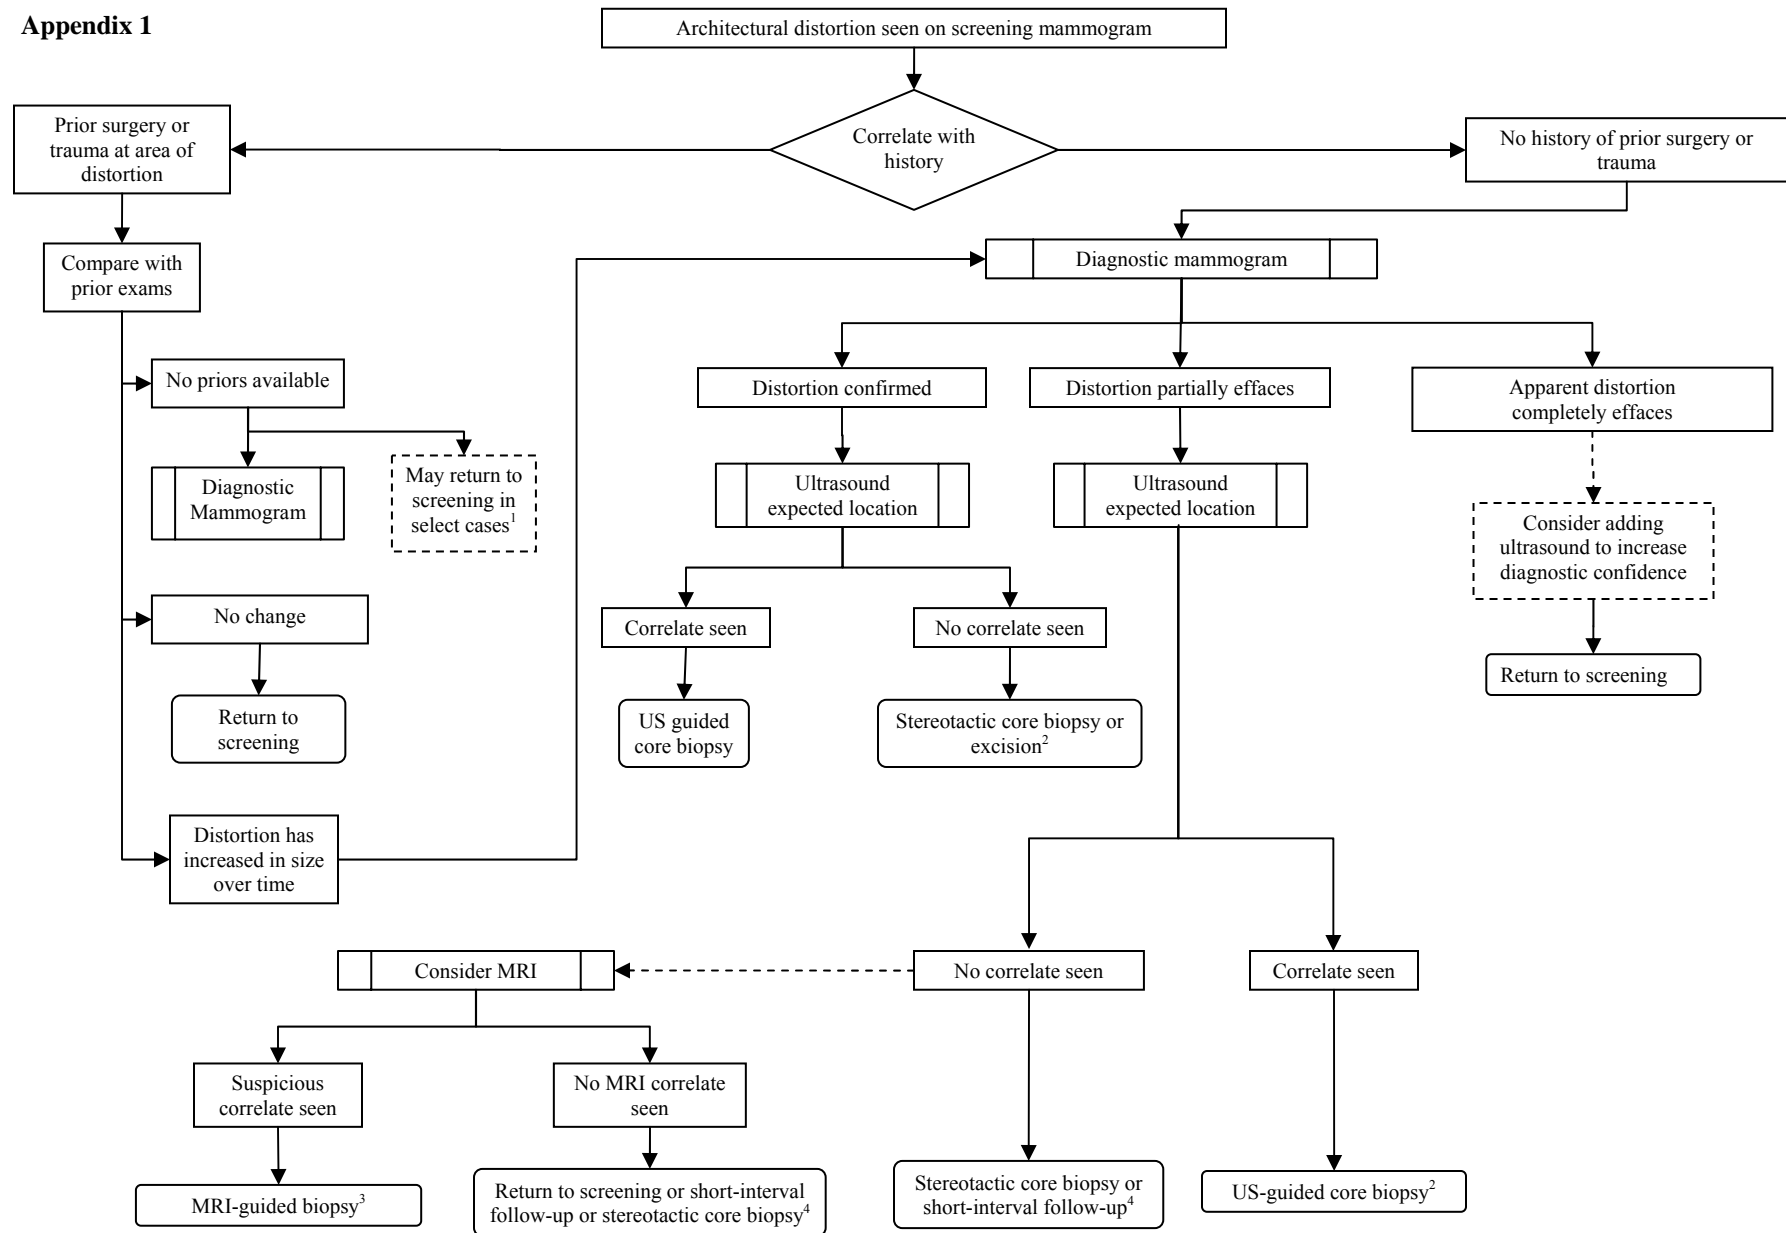 Appendix 1
Architectural distortion seen on screening mammogram
Correlate with
history
Prior surgery or
trauma at area of
distortion
No history of prior surgery or
trauma
Compare with
prior exams
Diagnostic mammogram
No priors available
Diagnostic
Mammogram
May return to
screening in
select cases¹
No change
Return to
screening
Distortion has
increased in size
over time
Distortion confirmed
Distortion partially effaces
Apparent distortion
completely effaces
Ultrasound
expected location
Ultrasound
expected location
Consider adding
ultrasound to increase
diagnostic confidence
Correlate seen
No correlate seen
Return to screening
US guided
core biopsy
Stereotactic core biopsy or
excision²
Consider MRI
No correlate seen
Correlate seen
Suspicious
correlate seen
No MRI correlate
seen
MRI-guided biopsy³
Return to screening or short-interval
follow-up or stereotactic core biopsy⁴
Stereotactic core biopsy or
short-interval follow-up⁴
US-guided core biopsy²